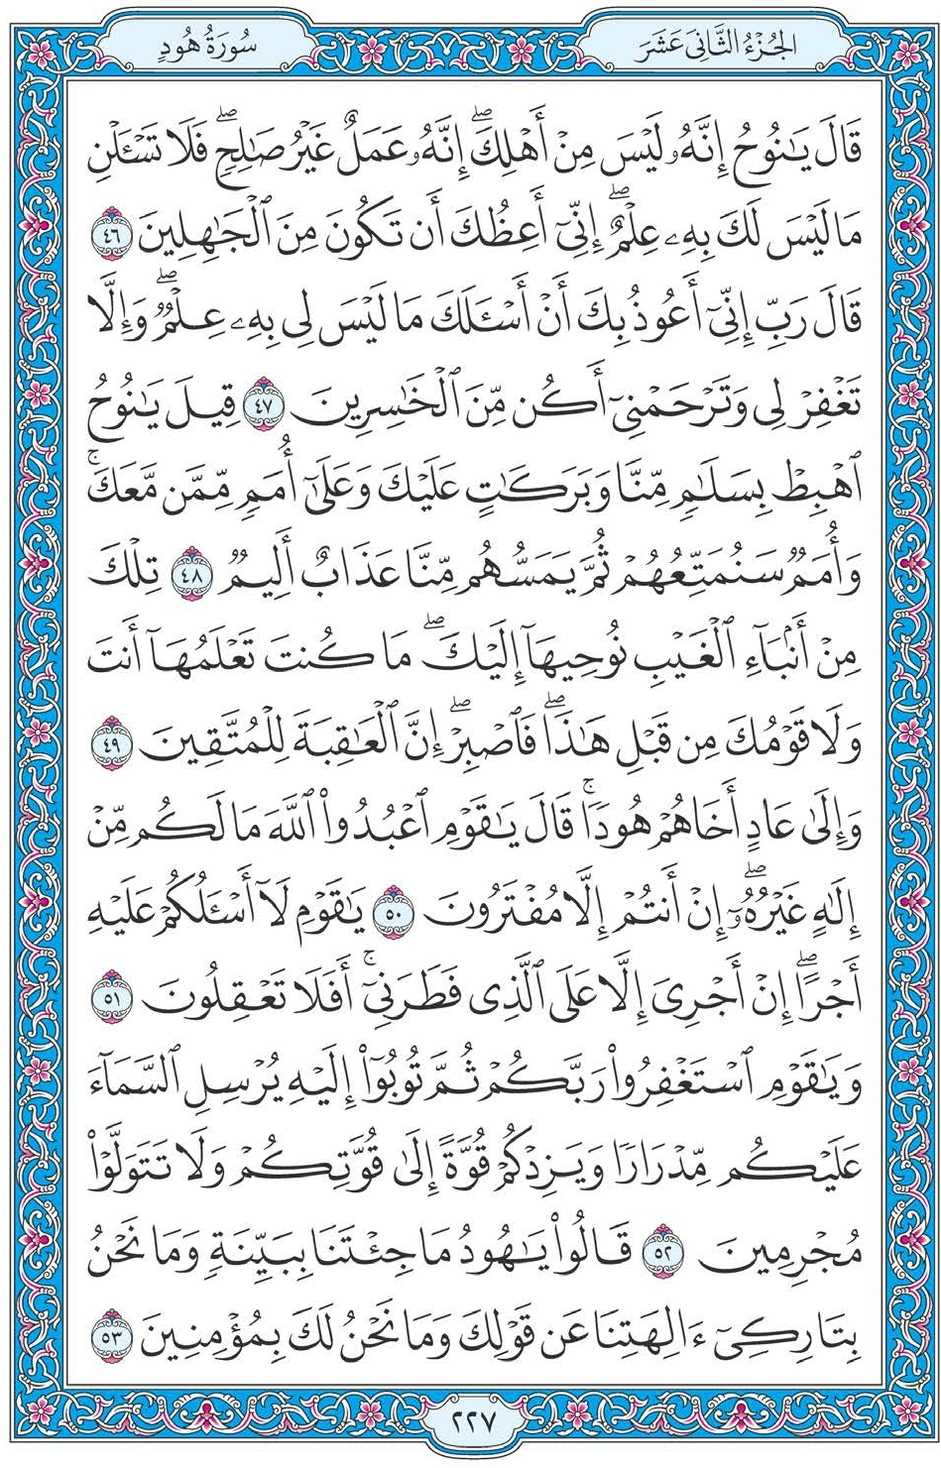 الجُزْءُ الثَّانِي عَشَرَ
سُورَةُ هُودٍ
قَالَ يَٰنُوحُ إِنَّهُۥ لَيْسَ مِنْ أَهْلِكَۖ إِنَّهُۥ عَمَلٌ غَيْرُ صَٰلِحٖۖ فَلَا تَسْـَٔلْنِ
مَا لَيْسَ لَكَ بِهِۦ عِلْمٌۖ إِنِّيٓ أَعِظُكَ أَن تَكُونَ مِنَ ٱلْجَٰهِلِينَ ٤٦
قَالَ رَبِّ إِنِّيٓ أَعُوذُ بِكَ أَنْ أَسْـَٔلَكَ مَا لَيْسَ لِي بِهِۦ عِلْمٞۖ وَإِلَّا
تَغْفِرْ لِي وَتَرْحَمْنِيٓ أَكُن مِّنَ ٱلْخَٰسِرِينَ ٤٧ قِيلَ يَٰنُوحُ
ٱهْبِطْ بِسَلَٰمٖ مِّنَّا وَبَرَكَٰتٍ عَلَيْكَ وَعَلَىٰٓ أُمَمٖ مِّمَّن مَّعَكَۚ
وَأُمَمٞ سَنُمَتِّعُهُمْ ثُمَّ يَمَسُّهُم مِّنَّا عَذَابٌ أَلِيمٞ ٤٨ تِلْكَ
مِنْ أَنۢبَآءِ ٱلْغَيْبِ نُوحِيهَآ إِلَيْكَۖ مَا كُنتَ تَعْلَمُهَآ أَنتَ
وَلَا قَوْمُكَ مِن قَبْلِ هَٰذَاۖ فَٱصْبِرْۖ إِنَّ ٱلْعَٰقِبَةَ لِلْمُتَّقِينَ ٤٩
وَإِلَىٰ عَادٍ أَخَاهُمْ هُودٗاۚ قَالَ يَٰقَوْمِ ٱعْبُدُوا۟ ٱللَّهَ مَا لَكُم مِّنْ
إِلَٰهٍ غَيْرُهُۥٓۖ إِنْ أَنتُمْ إِلَّا مُفْتَرُونَ ٥٠ يَٰقَوْمِ لَآ أَسْـَٔلُكُمْ عَلَيْهِ
أَجْرًاۖ إِنْ أَجْرِيَ إِلَّا عَلَى ٱلَّذِي فَطَرَنِيٓۚ أَفَلَا تَعْقِلُونَ ٥١
وَيَٰقَوْمِ ٱسْتَغْفِرُوا۟ رَبَّكُمْ ثُمَّ تُوبُوٓا۟ إِلَيْهِ يُرْسِلِ ٱلسَّمَآءَ
عَلَيْكُم مِّدْرَارٗا وَيَزِدْكُمْ قُوَّةً إِلَىٰ قُوَّتِكُمْ وَلَا تَتَوَلَّوْا۟
مُجْرِمِينَ ٥٢ قَالُوا۟ يَٰهُودُ مَا جِئْتَنَا بِبَيِّنَةٖ وَمَا نَحْنُ
بِتَارِكِيٓ ءَالِهَتِنَا عَن قَوْلِكَ وَمَا نَحْنُ لَكَ بِمُؤْمِنِينَ ٥٣
٢٢٧